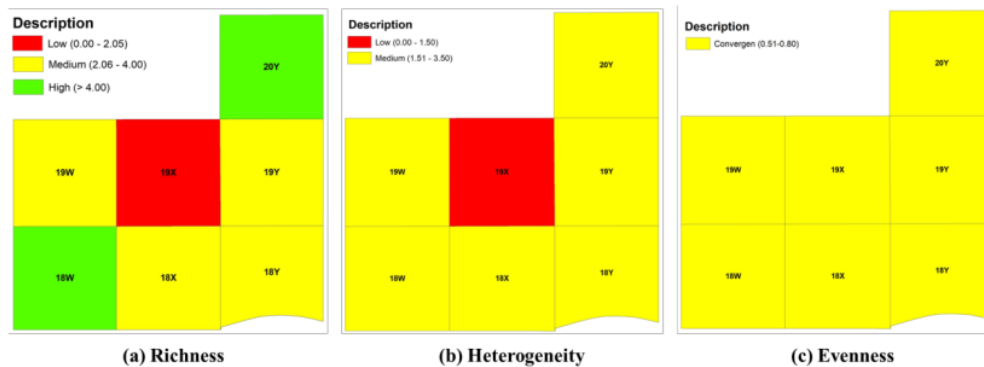 Description
Low (0.00 - 2.05)
Medium (2.06 - 4.00)
High (> 4.00)
20Y
19W
19X
19Y
18W
18X
18Y
(a) Richness
Description
Low (0.00 - 1.50)
Medium (1.51 - 3.50)
20Y
19W
19X
19Y
18W
18X
18Y
(b) Heterogeneity
Description
Convergen (0.51-0.80)
20Y
19W
19X
19Y
18W
18X
18Y
(c) Evenness